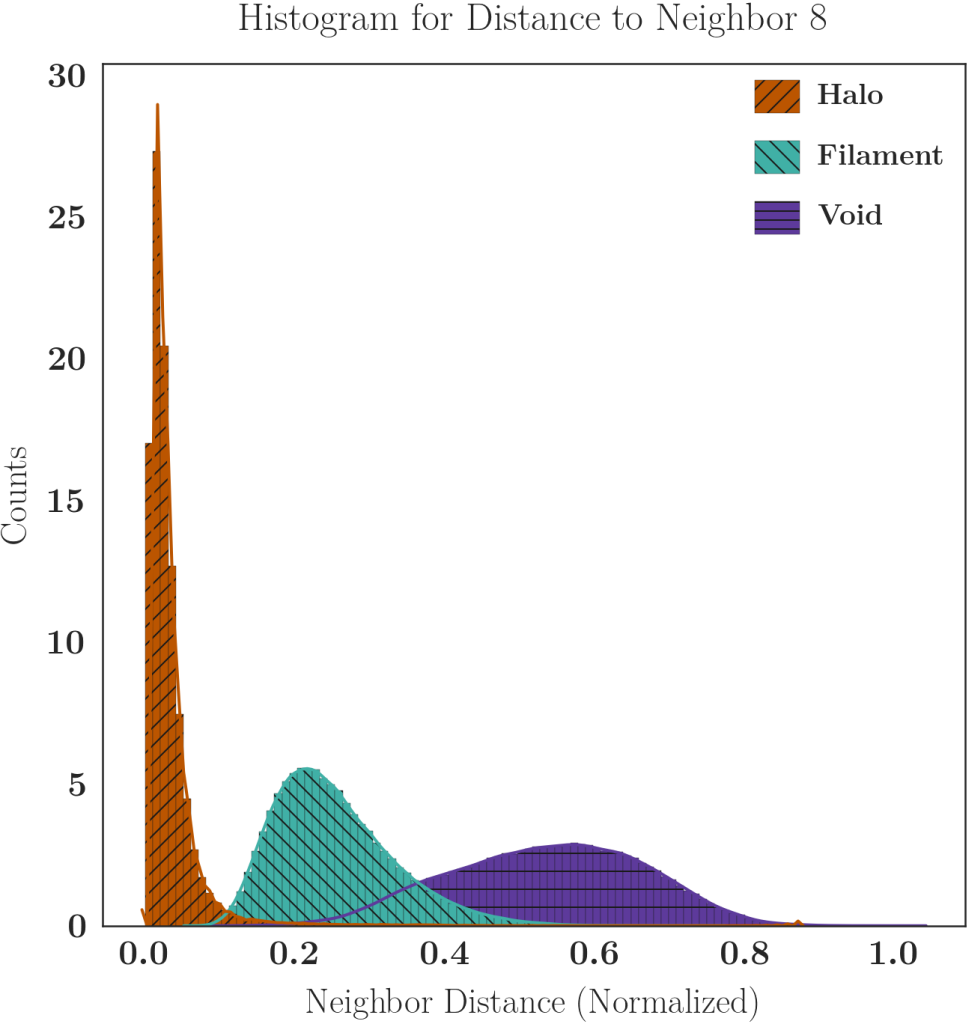 Histogram for Distance to Neighbor 8
30
25
20
15
10
5
0
Counts
Halo
Filament
Void
0.0 0.2 0.4 0.6 0.8 1.0
Neighbor Distance (Normalized)